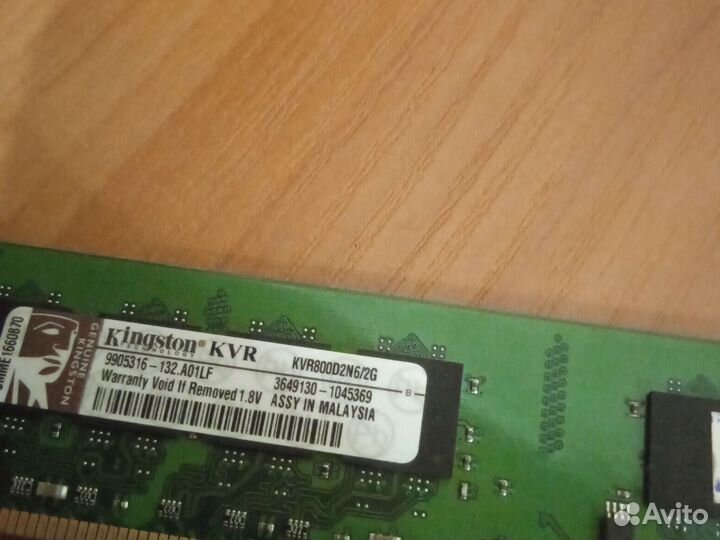 GENUINE KINGSTON
Kingston KVR
TECHNOLOGY
KVR800D2N6/2G
9905316-132.A01LF
3649130-1045369
B
Warranty Void If Removed 1.8V ASSY IN MALAYSIA
Avito